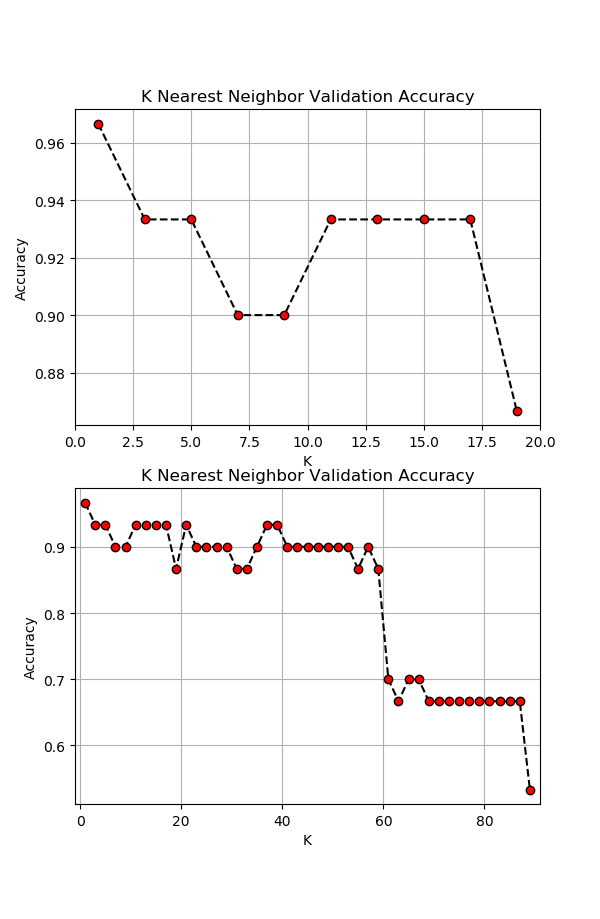 K Nearest Neighbor Validation Accuracy
0.96
0.94
0.92
0.90
0.88
Accuracy
0.0 2.5 5.0 7.5 10.0 12.5 15.0 17.5 20.0
K
K Nearest Neighbor Validation Accuracy
0.9
0.8
0.7
0.6
Accuracy
0 20 40 60 80
K